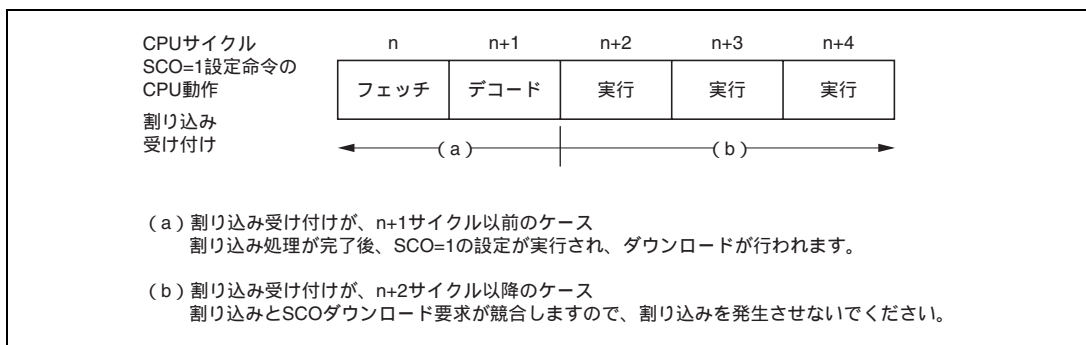 CPUサイクル n n+1 n+2 n+3 n+4
SCO=1設定命令の
CPU動作 フェッチ デコード 実行 実行 実行
割り込み
受け付け (a) (b)
(a)割り込み受け付けが、n+1サイクル以前のケース
割り込み処理が完了後、SCO=1の設定が実行され、ダウンロードが行われます。
(b)割り込み受け付けが、n+2サイクル以降のケース
割り込みとSCOダウンロード要求が競合しますので、割り込みを発生させないでください。